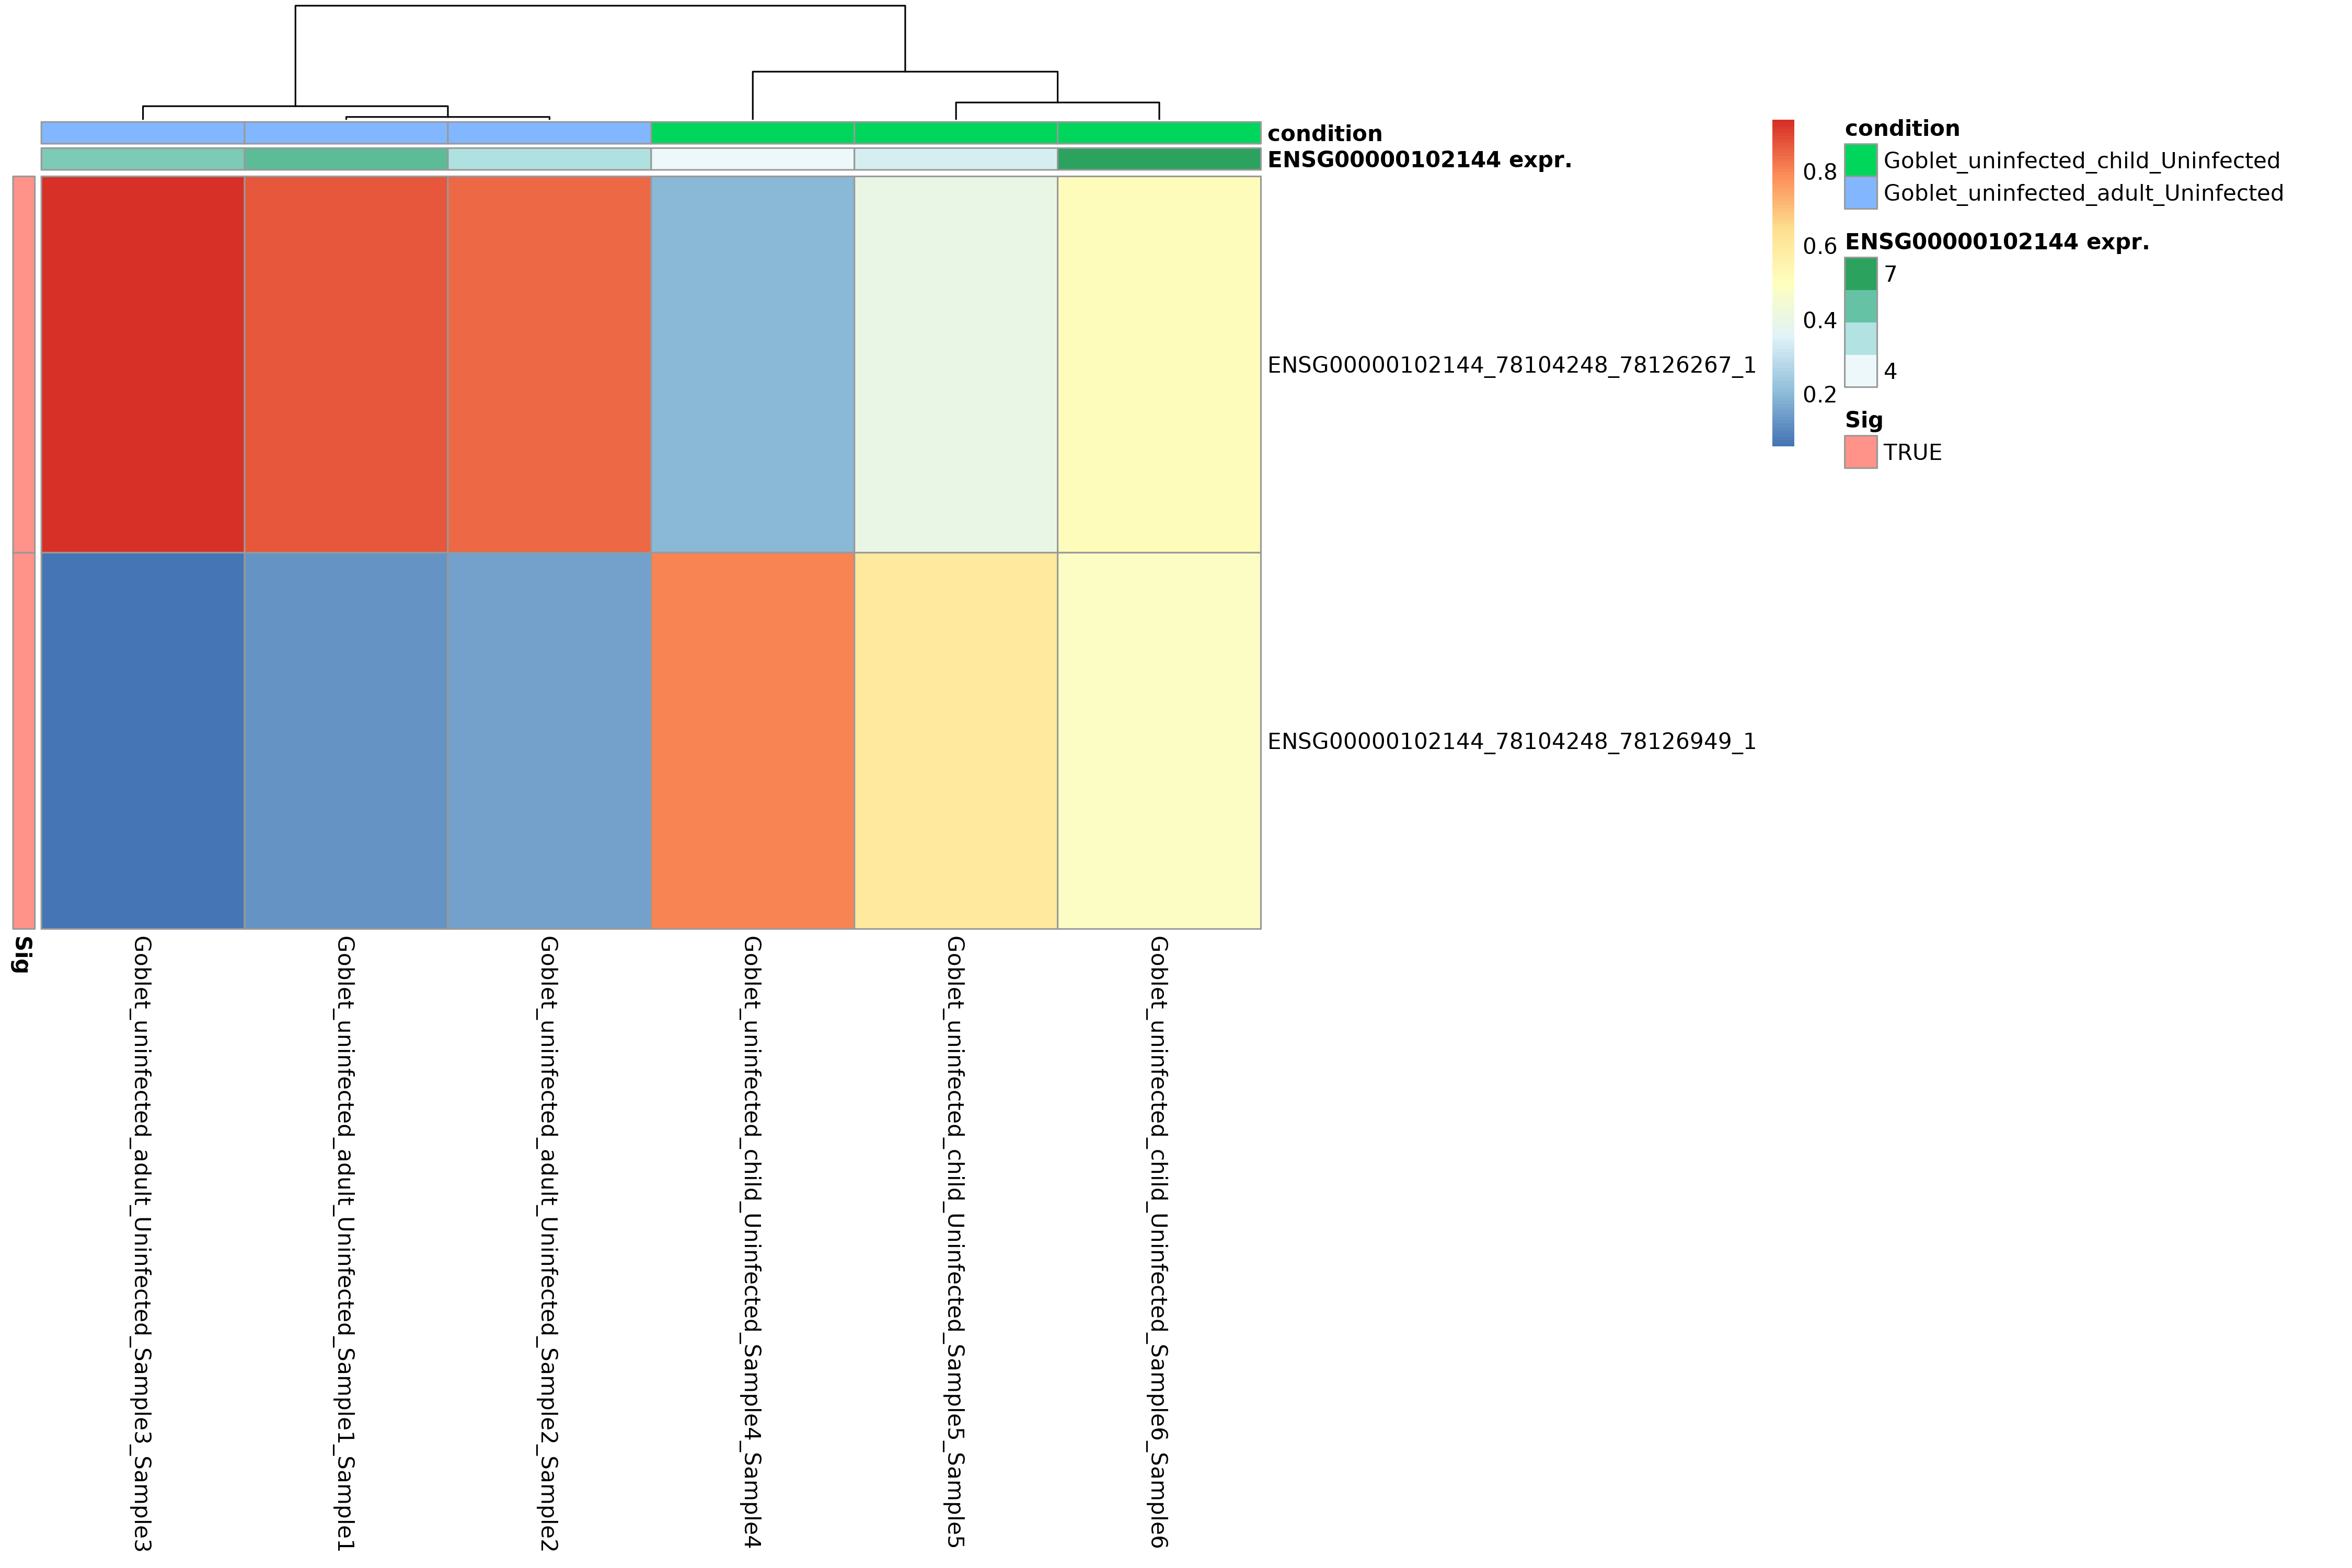 condition
ENSG00000102144 expr.
ENSG00000102144_78104248_78126267_1
ENSG00000102144_78104248_78126949_1
Sig
Goblet_uninfected_adult_Uninfected_Sample3_Sample3
Goblet_uninfected_adult_Uninfected_Sample1_Sample1
Goblet_uninfected_adult_Uninfected_Sample2_Sample2
Goblet_uninfected_child_Uninfected_Sample4_Sample4
Goblet_uninfected_child_Uninfected_Sample5_Sample5
Goblet_uninfected_child_Uninfected_Sample6_Sample6
0.8
0.6
0.4
0.2
condition
Goblet_uninfected_child_Uninfected
Goblet_uninfected_adult_Uninfected
ENSG00000102144 expr.
7
4
Sig
TRUE